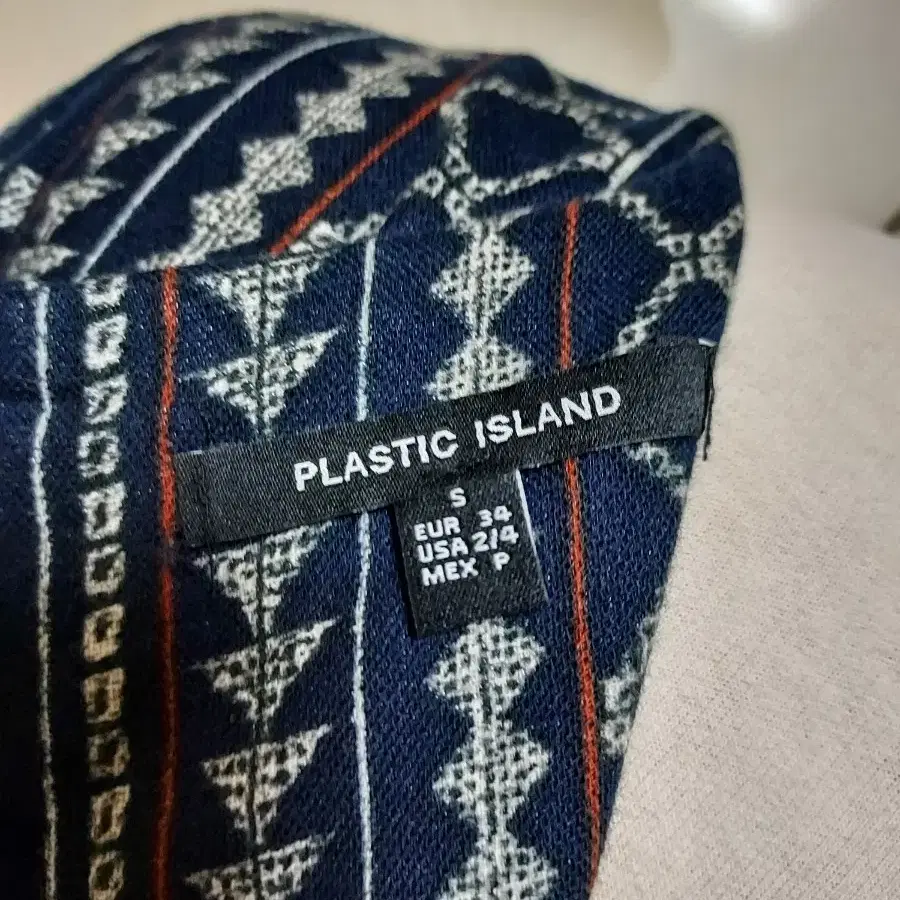 PLASTIC ISLAND
S
EUR 34
USA 2/4
MEX P